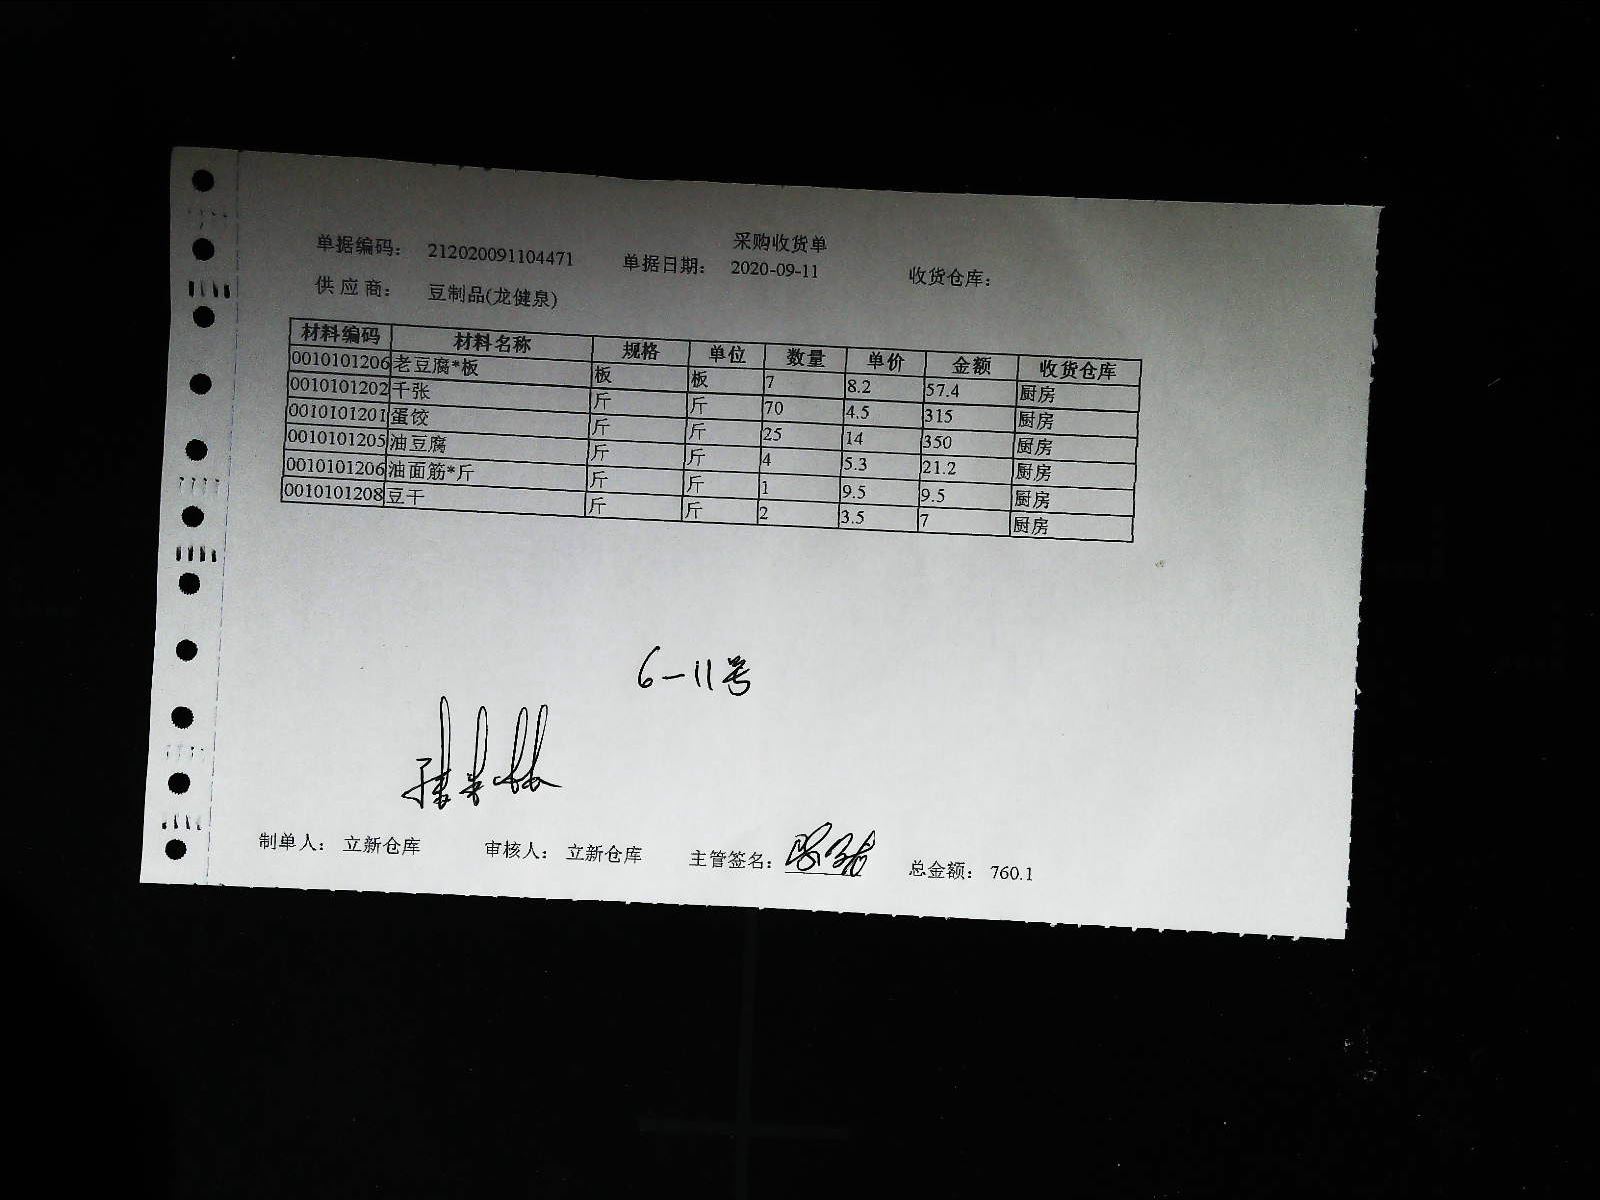 采购收货单
单据编码: 212020091104471 单据日期: 2020-09-11 收货仓库:
供应商: 豆制品(龙健泉)
材料编码 材料名称 规格 单位 数量 单价 金额 收货仓库
0010101206 老豆腐*板 板 板 7 8.2 57.4 厨房
0010101202 千张 斤 斤 70 4.5 315 厨房
0010101201 蛋饺 斤 斤 25 14 350 厨房
0010101205 油豆腐 斤 斤 4 5.3 21.2 厨房
0010101206 油面筋*斤 斤 斤 1 9.5 9.5 厨房
0010101208 豆干 斤 斤 2 3.5 7 厨房
6-11号
制单人: 立新仓库 审核人: 立新仓库 主管签名: 总金额: 760.1